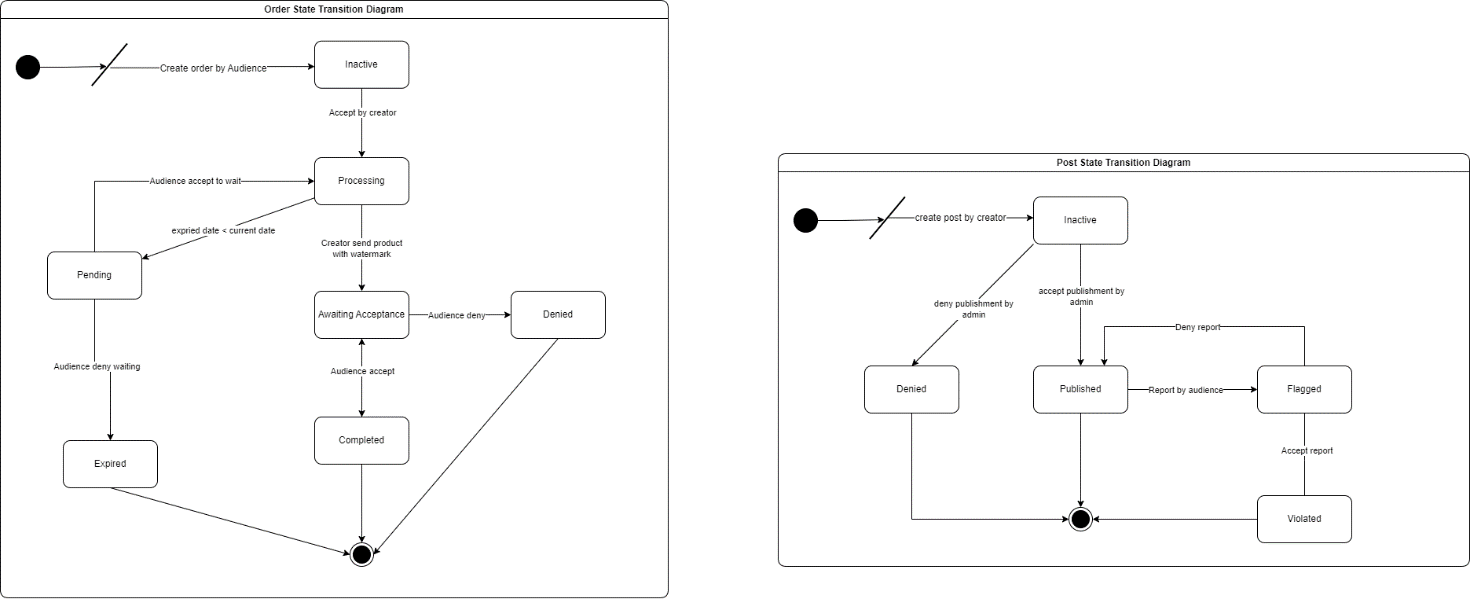 Order State Transition Diagram
Inactive
Create order by Audience
Accept by creator
Processing
Audience accept to wait
expried date < current date
Creator send product
with watermark
Pending
Awaiting Acceptance
Audience deny
Denied
Audience deny waiting
Audience accept
Completed
Expired
Post State Transition Diagram
create post by creator
Inactive
deny publishment by
admin
accept publishment by
admin
Deny report
Denied
Published
Report by audience
Flagged
Accept report
Violated